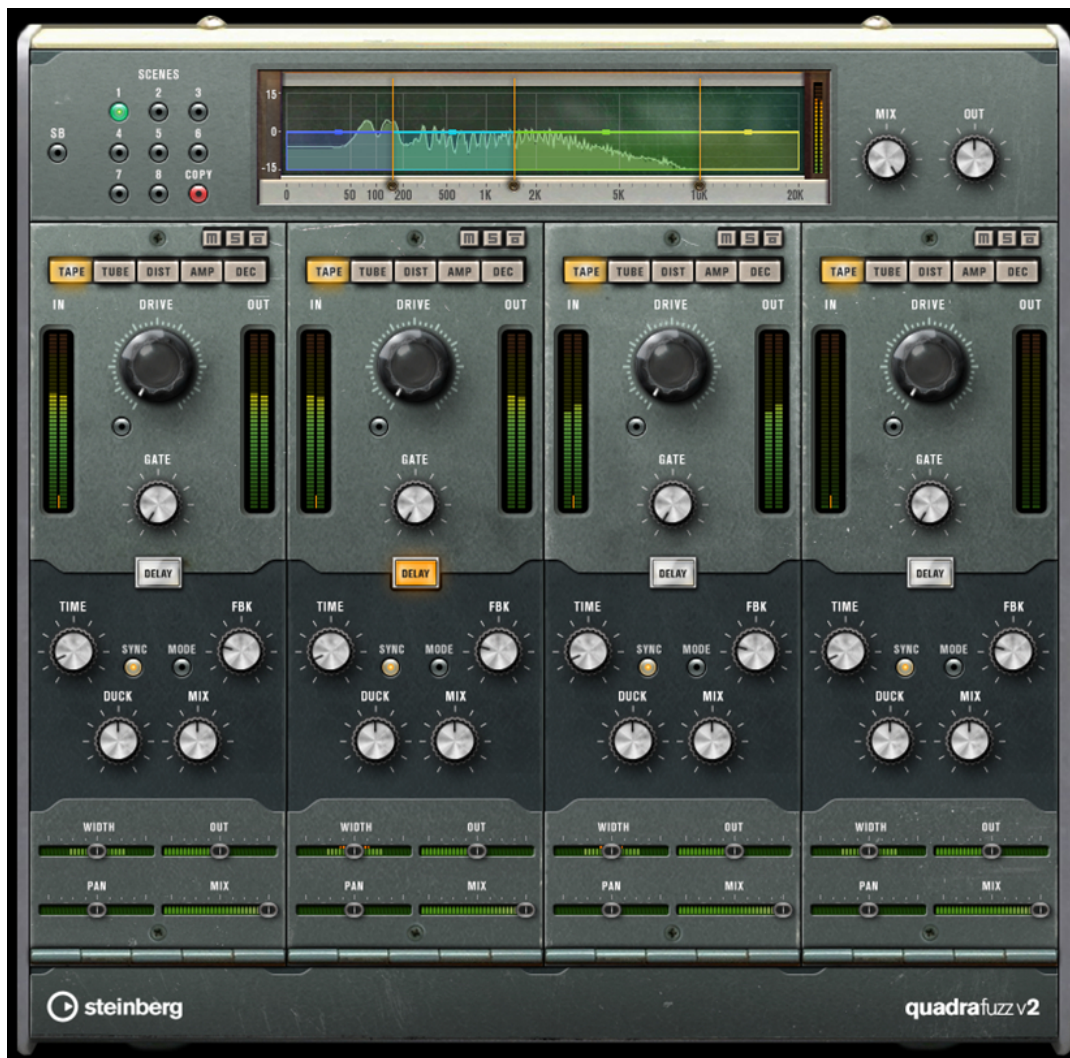 SCENES
1 2 3
SB
4 5 6
7 8 COPY
15
0
-15
0 50 100 200 500 1K 2K 5K 10K 20K
MIX OUT
M S TAPE TUBE DIST AMP DEC
IN DRIVE OUT
GATE
DELAY
TIME FBK
SYNC MODE
DUCK MIX
WIDTH OUT
PAN MIX
M S TAPE TUBE DIST AMP DEC
IN DRIVE OUT
GATE
DELAY
TIME FBK
SYNC MODE
DUCK MIX
WIDTH OUT
PAN MIX
M S TAPE TUBE DIST AMP DEC
IN DRIVE OUT
GATE
DELAY
TIME FBK
SYNC MODE
DUCK MIX
WIDTH OUT
PAN MIX
M S TAPE TUBE DIST AMP DEC
IN DRIVE OUT
GATE
DELAY
TIME FBK
SYNC MODE
DUCK MIX
WIDTH OUT
PAN MIX
steinberg
quadrafuzz v2